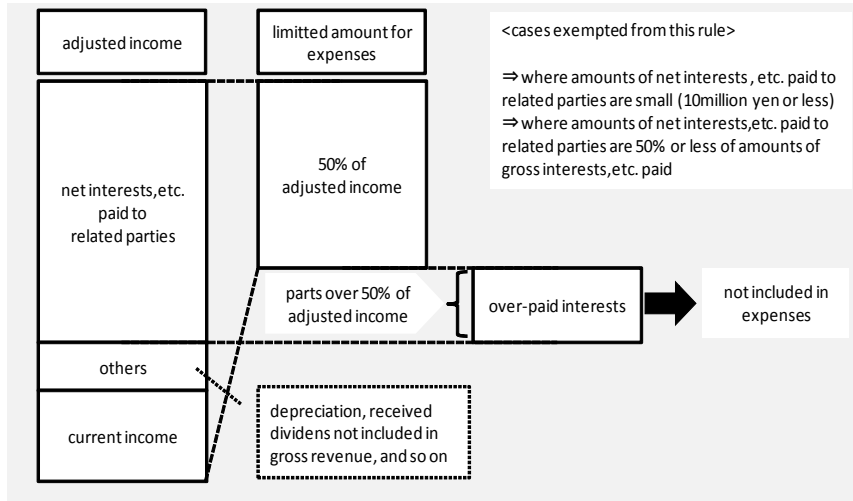 adjusted income
limitted amount for
expenses
<cases exempted from this rule>
⇒ where amounts of net interests , etc. paid to
related parties are small (10million yen or less)
⇒ where amounts of net interests,etc. paid to
related parties are 50% or less of amounts of
gross interests,etc. paid
net interests,etc.
paid to
related parties
50% of
adjusted income
parts over 50% of
adjusted income
over-paid interests
not included in
expenses
others
current income
depreciation, received
dividens not included in
gross revenue, and so on